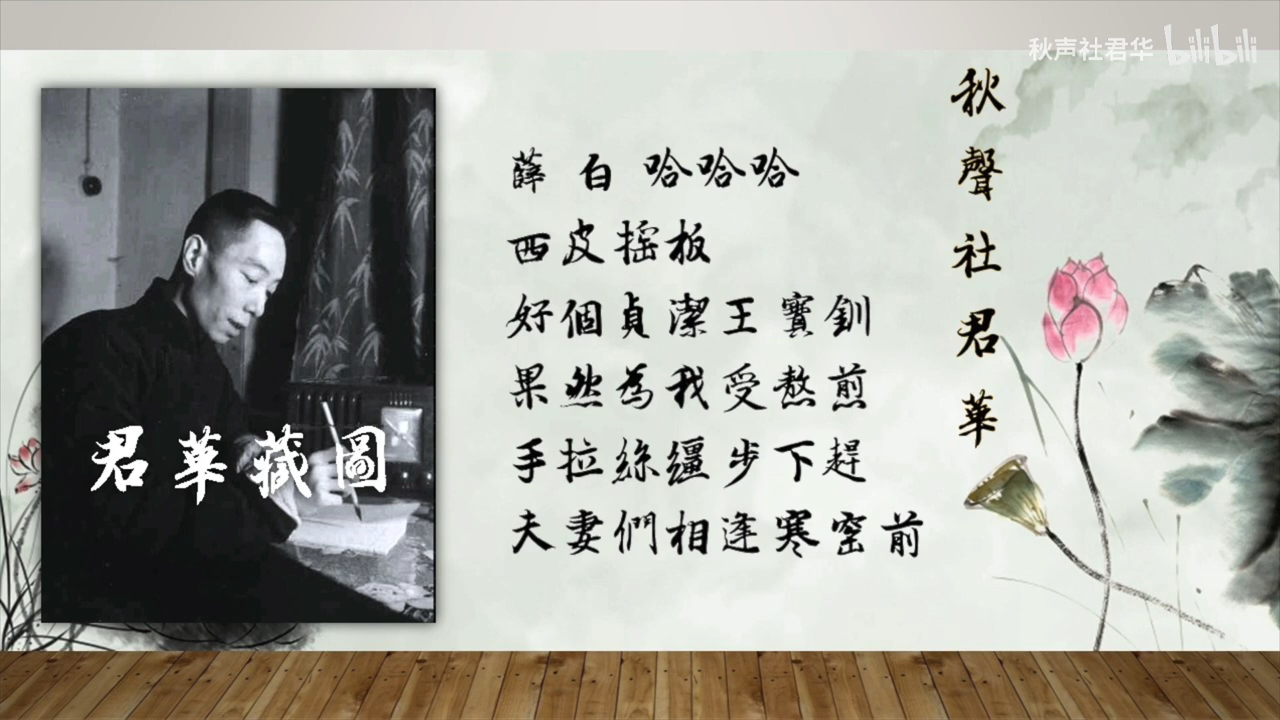 秋声社君华 bilibili
秋聲社君華
薛 白 哈哈哈
西皮摇板
好個貞潔王寶釧
果然為我受熬煎
手拉絲繮步下趕
夫妻們相逢寒窑前
君華藏圖